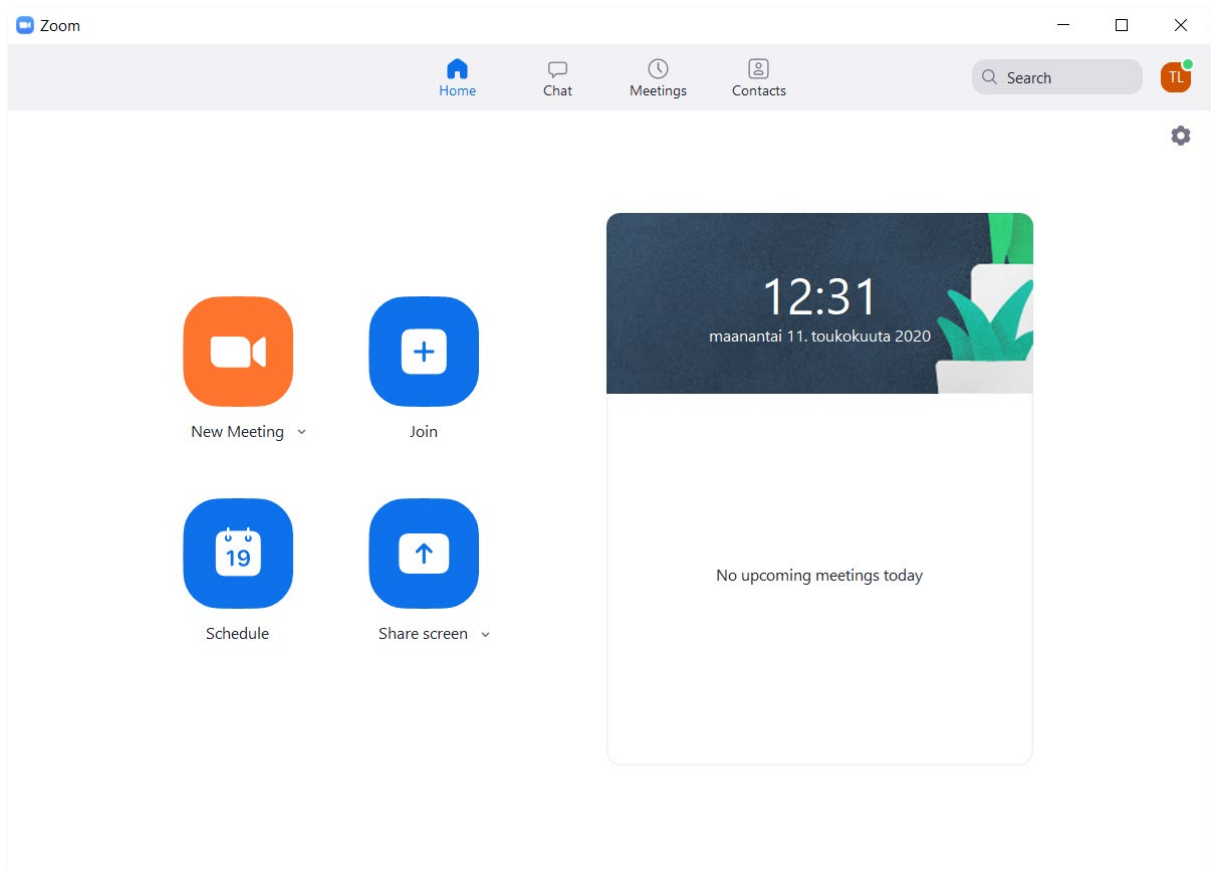 Zoom
Home
Chat
Meetings
Contacts
Search
TL
12:31
maanantai 11. toukokuuta 2020
New Meeting
Join
19
Schedule
Share screen
No upcoming meetings today